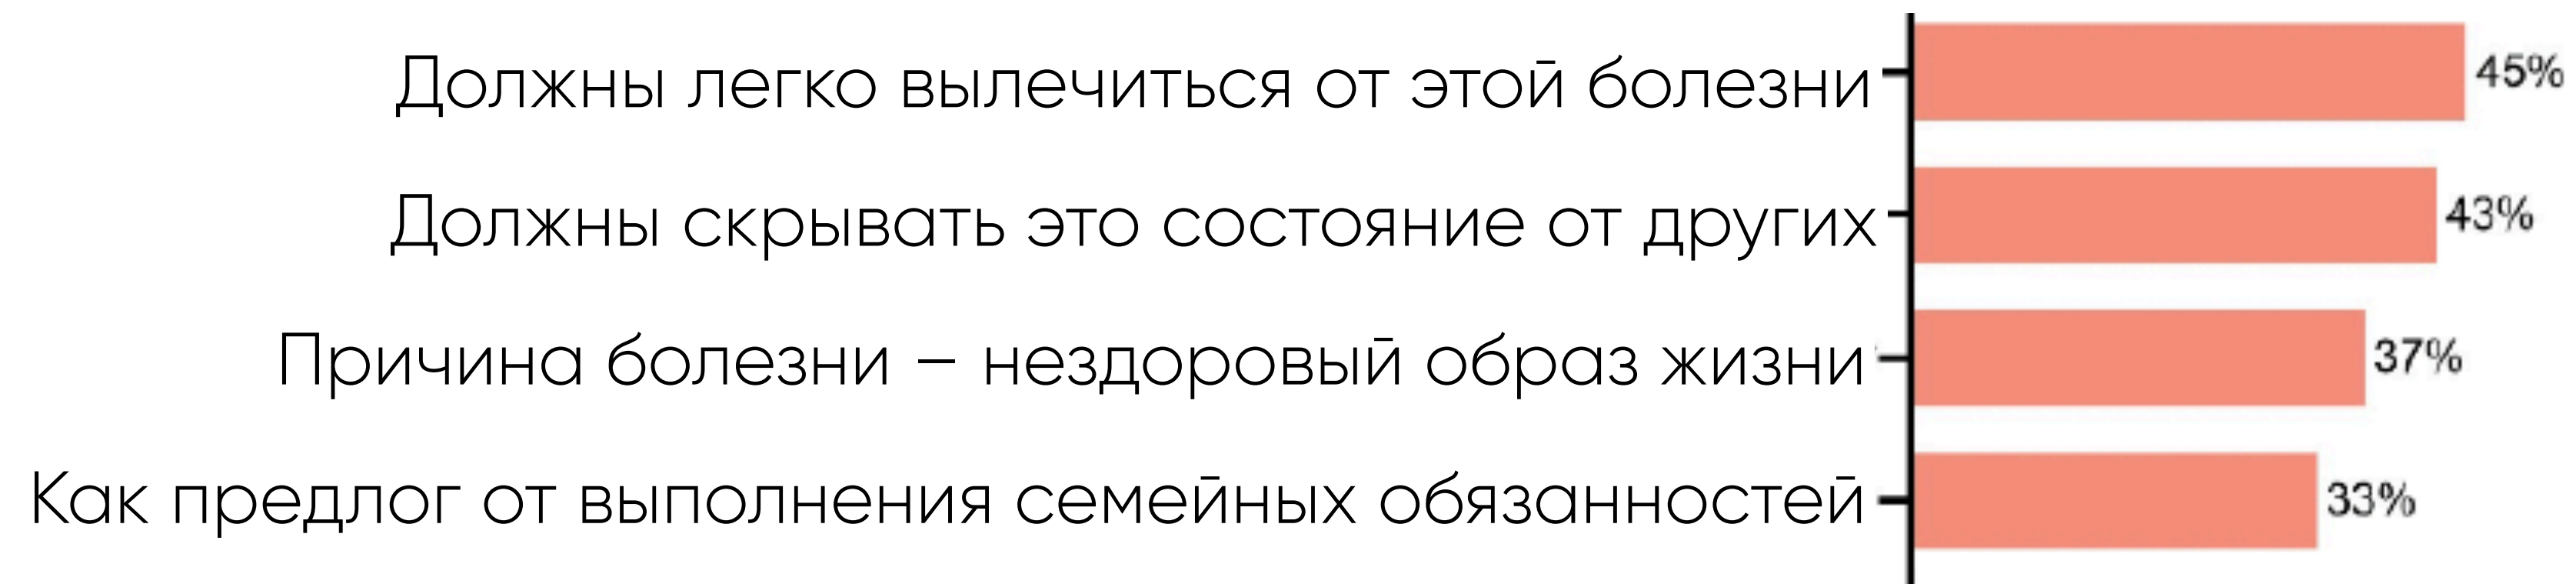 Должны легко вылечиться от этой болезни 45%
Должны скрывать это состояние от других 43%
Причина болезни – нездоровый образ жизни 37%
Как предлог от выполнения семейных обязанностей 33%